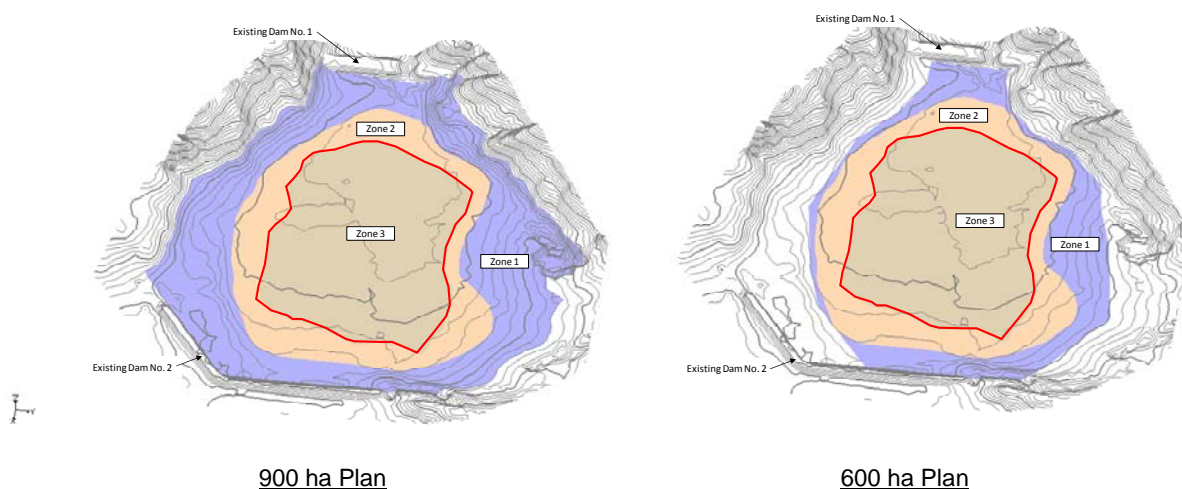 Existing Dam No. 1
Zone 2
Zone 3
Zone 1
Existing Dam No. 2
900 ha Plan
Existing Dam No. 1
Zone 2
Zone 3
Zone 1
Existing Dam No. 2
600 ha Plan